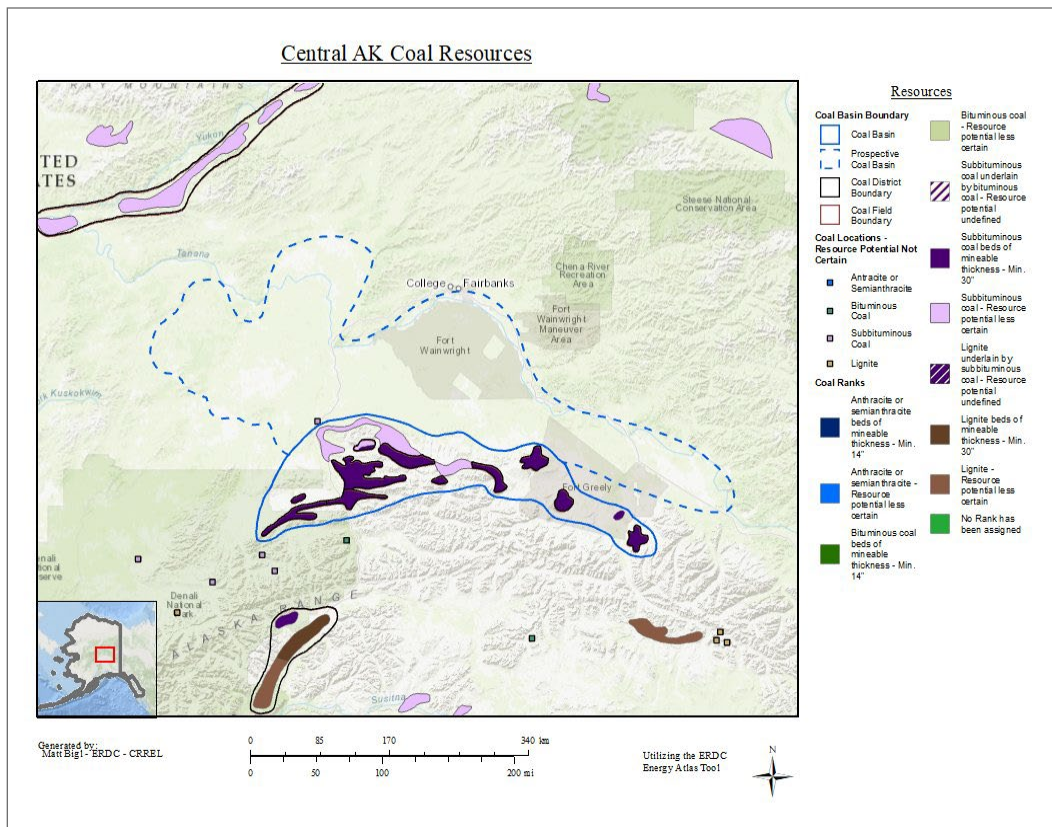 Central AK Coal Resources
RAY MOUNTAINS
Yukon
TED
TES
Tanana
Steese National
Conservation Area
Chena River
Recreation
Area
College
Fairbanks
Fort
Wainwright
Maneuver
Area
Fort
Wainwright
Kuskokwim
Fort Greely
Denali
National
Park
ALASKA RANGE
Susitna
Resources
Coal Basin Boundary
Coal Basin
Prospective
Coal Basin
Coal District
Boundary
Coal Field
Boundary
Coal Locations -
Resource Potential Not
Certain
Antracite or
Semianthracite
Bituminous
Coal
Subbituminous
Coal
Lignite
Coal Ranks
Anthracite or
semianthracite
beds of
mineable
thickness - Min.
14"
Anthracite or
semianthracite -
Resource
potential less
certain
Bituminous coal
beds of
mineable
thickness - Min.
14"
Bituminous coal
- Resource
potential less
certain
Subbituminous
coal underlain
by bituminous
coal - Resource
potential
undefined
Subbituminous
coal beds of
mineable
thickness - Min.
30"
Subbituminous
coal - Resource
potential less
certain
Lignite
underlain by
subbituminous
coal - Resource
potential
undefined
Lignite beds of
mineable
thickness - Min.
30"
Lignite -
Resource
potential less
certain
No Rank has
been assigned
Generated by:
Matt Bigl - ERDC - CRREL
0 85 170 340 km
0 50 100 200 mi
Utilizing the ERDC
Energy Atlas Tool
N